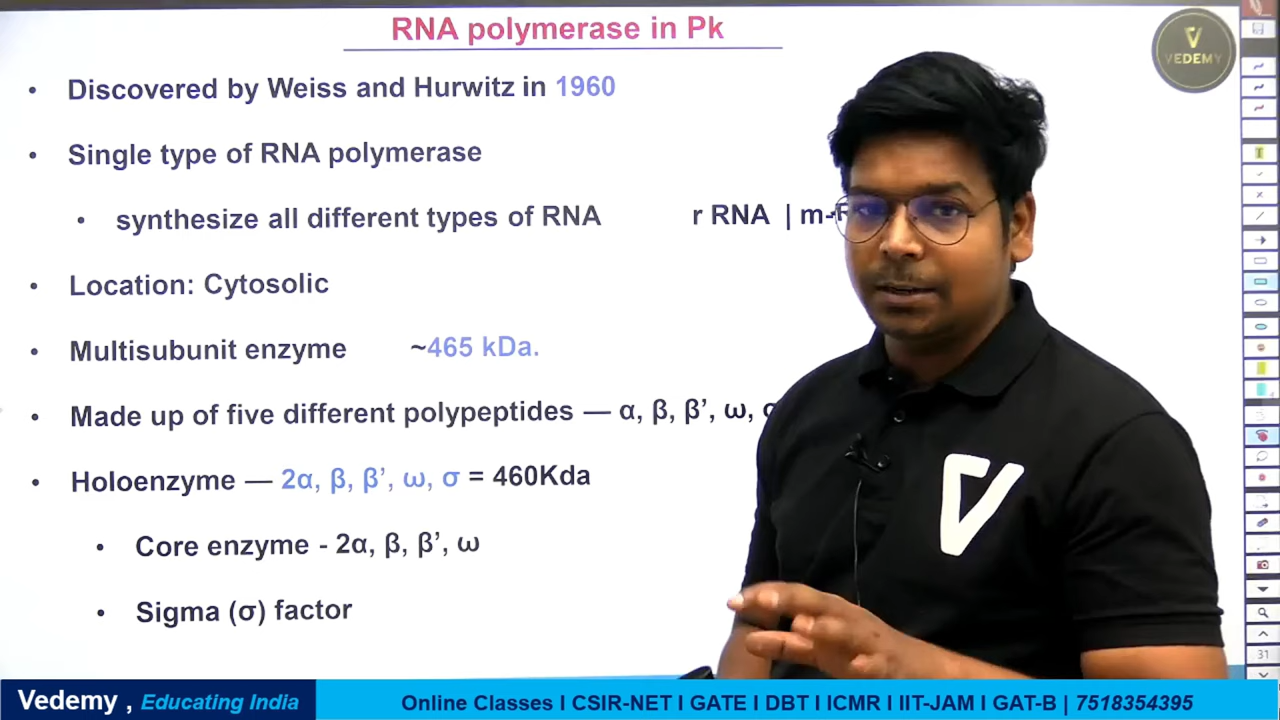 RNA polymerase in Pk
VEDEMY
• Discovered by Weiss and Hurwitz in 1960
• Single type of RNA polymerase
• synthesize all different types of RNA r RNA | m-
• Location: Cytosolic
• Multisubunit enzyme ~465 kDa.
• Made up of five different polypeptides — α, β, β’, ω,
• Holoenzyme — 2α, β, β’, ω, σ = 460Kda
• Core enzyme - 2α, β, β’, ω
• Sigma (σ) factor
31
Vedemy , Educating India
Online Classes I CSIR-NET I GATE I DBT I ICMR I IIT-JAM I GAT-B | 7518354395